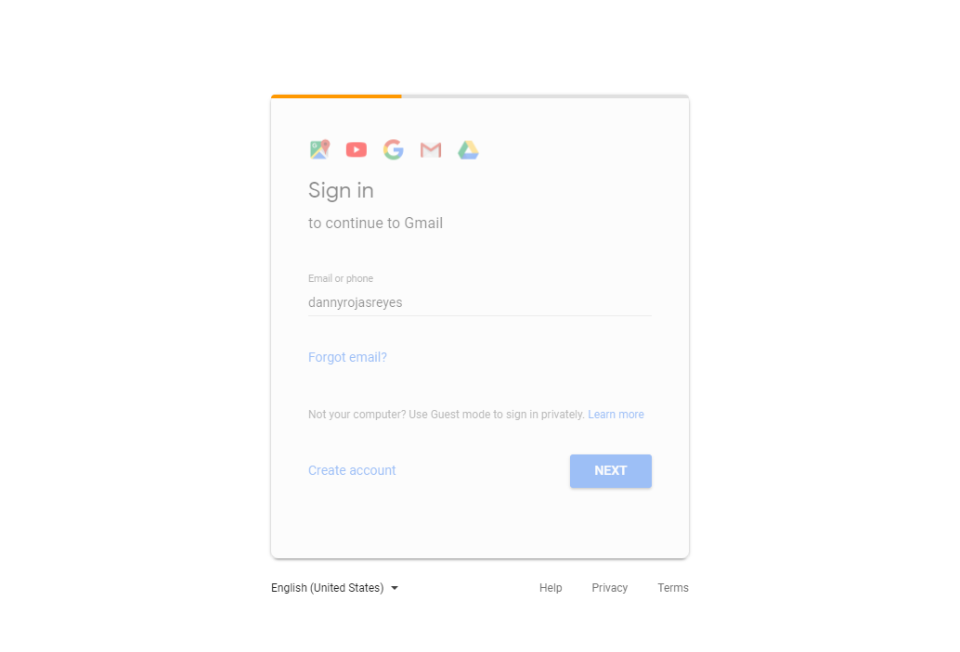 Sign in
to continue to Gmail
Email or phone
dannyrojasreyes
Forgot email?
Not your computer? Use Guest mode to sign in privately. Learn more
Create account NEXT
English (United States) Help Privacy Terms